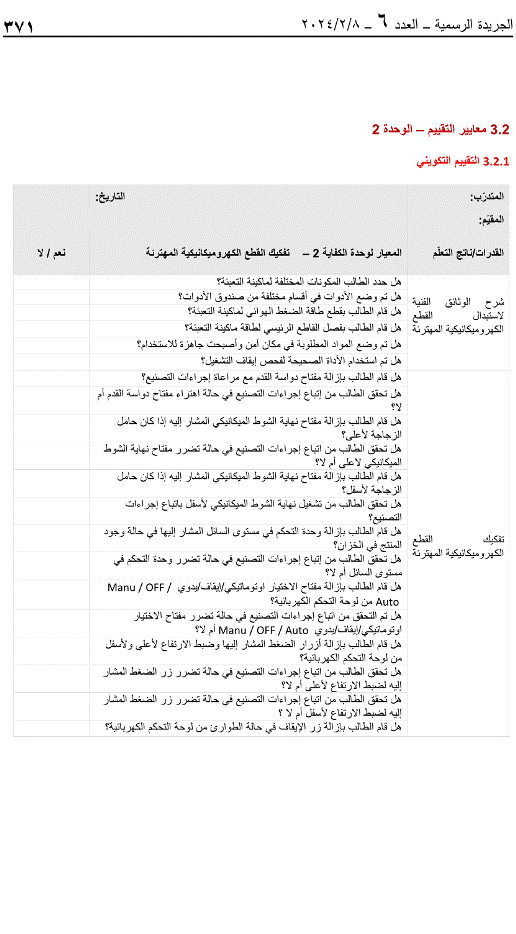 الجريدة الرسمية – العدد ٦ – ٢٠٢٤/٢/٨
٣٧١
3.2 معايير التقييم – الوحدة 2
3.2.1 التقييم التكويني
المتدرّب:
التاريخ:
المقيّم:
القدرات/ناتج التعلّم
المعيار لوحدة الكفاية 2 – تفكيك القطع الكهروميكانيكية المهترئة
نعم / لا
شرح الوثائق الفنية
لاستبدال القطع
الكهروميكانيكية المهترئة
هل حدد الطالب المكونات المختلفة لماكينة التعبئة؟
هل تم وضع الأدوات في أقسام مختلفة من صندوق الأدوات؟
هل قام الطالب بقطع طاقة الضغط الهوائي لماكينة التعبئة؟
هل قام الطالب بفصل القاطع الرئيسي لطاقة ماكينة التعبئة؟
هل تم وضع المواد المطلوبة في مكان آمن وأصبحت جاهزة للاستخدام؟
هل تم استخدام الأداة الصحيحة لفحص إيقاف التشغيل؟
تفكيك القطع
الكهروميكانيكية المهترئة
هل قام الطالب بإزالة مفتاح دواسة القدم مع مراعاة إجراءات التصنيع؟
هل تحقق الطالب من إتباع إجراءات التصنيع في حالة اهتراء مفتاح دواسة القدم أم
لا؟
هل قام الطالب بإزالة مفتاح نهاية الشوط الميكانيكي المشار إليه إذا كان حامل
الزجاجة لأعلى؟
هل تحقق الطالب من اتباع إجراءات التصنيع في حالة تضرر مفتاح نهاية الشوط
الميكانيكي لاعلى أم لا؟
هل قام الطالب بإزالة مفتاح نهاية الشوط الميكانيكي المشار إليه إذا كان حامل
الزجاجة لأسفل؟
هل تحقق الطالب من تشغيل نهاية الشوط الميكانيكي لأسفل باتباع إجراءات
التصنيع؟
هل قام الطالب بإزالة وحدة التحكم في مستوى السائل المشار إليها في حالة وجود
المنتج في الخزان؟
هل تحقق الطالب من إتباع إجراءات التصنيع في حالة تضرر وحدة التحكم في
مستوى السائل أم لا؟
هل قام الطالب بإزالة مفتاح الاختيار اوتوماتيكي/إيقاف/يدوي Manu / OFF /
Auto من لوحة التحكم الكهربائية؟
هل تم التحقق من اتباع إجراءات التصنيع في حالة تضرر مفتاح الاختيار
اوتوماتيكي/إيقاف/يدوي Manu / OFF / Auto أم لا؟
هل قام الطالب بإزالة أزرار الضغط المشار إليها وضبط الارتفاع لأعلى ولأسفل
من لوحة التحكم الكهربائية؟
هل تحقق الطالب من اتباع إجراءات التصنيع في حالة تضرر زر الضغط المشار
إليه لضبط الارتفاع لأعلى أم لا؟
هل تحقق الطالب من اتباع إجراءات التصنيع في حالة تضرر زر الضغط المشار
إليه لضبط الارتفاع لأسفل أم لا ؟
هل قام الطالب بإزالة زر الإيقاف في حالة الطوارئ من لوحة التحكم الكهربائية؟